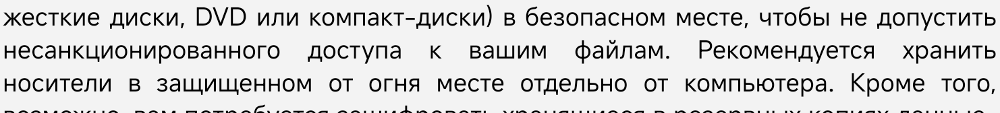 жесткие диски, DVD или компакт-диски) в безопасном месте, чтобы не допустить
несанкционированного доступа к вашим файлам. Рекомендуется хранить
носители в защищенном от огня месте отдельно от компьютера. Кроме того,
возможно, вам потребуется зашифровать хранящиеся в резервных копиях данные.